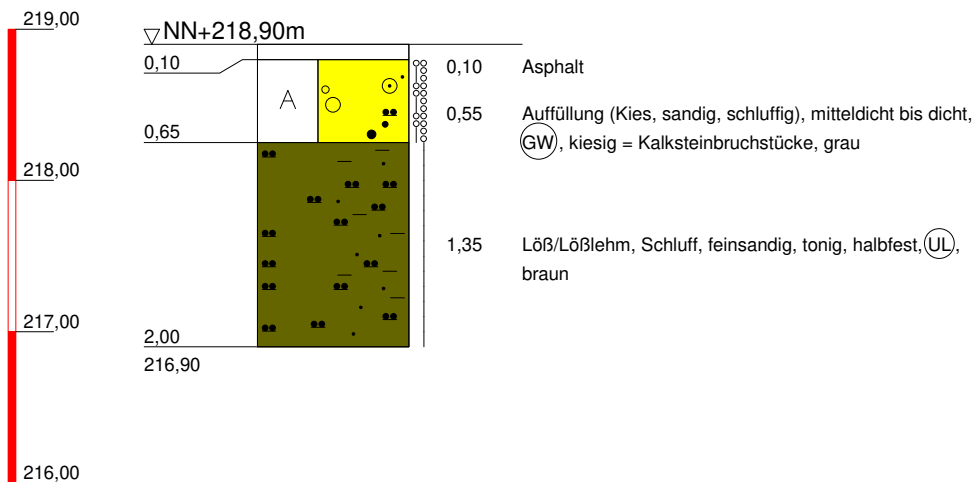 219,00
NN+218,90m
0,10
0,10 Asphalt
A
0,55 Auffüllung (Kies, sandig, schluffig), mitteldicht bis dicht,
GW, kiesig = Kalksteinbruchstücke, grau
0,65
218,00
1,35 Löß/Lößlehm, Schluff, feinsandig, tonig, halbfest, UL,
braun
217,00
2,00
216,90
216,00